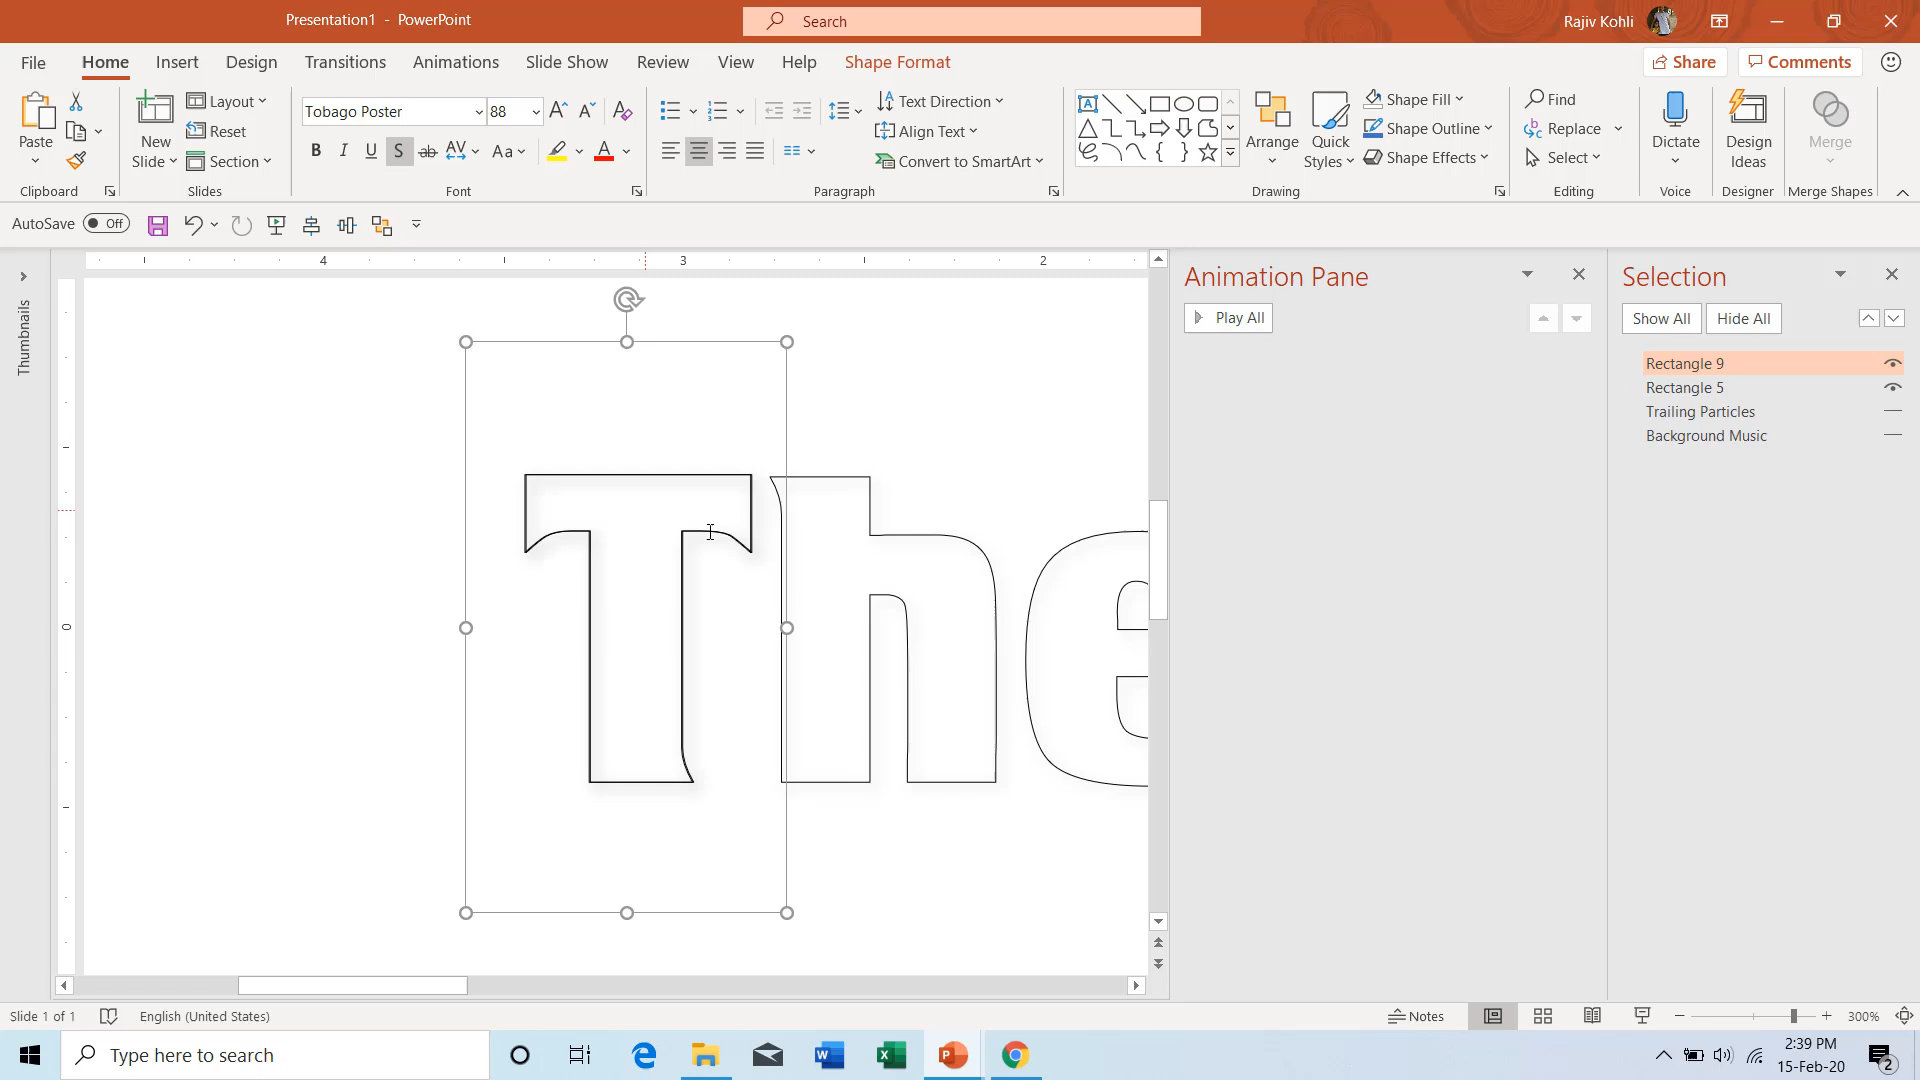 Presentation1 - PowerPoint
Search
Rajiv Kohli
File Home Insert Design Transitions Animations Slide Show Review View Help Shape Format
Share Comments
Paste
Clipboard
New Slide
Layout
Reset
Section
Slides
Tobago Poster 88
B I U S ab AV Aa A
Font
Text Direction
Align Text
Convert to SmartArt
Paragraph
Arrange
Quick Styles
Shape Fill
Shape Outline
Shape Effects
Drawing
Find
Replace
Select
Editing
Dictate
Voice
Design Ideas
Designer
Merge
Merge Shapes
AutoSave Off
4 3 2
Thumbnails
0
The
Animation Pane
Play All
Selection
Show All Hide All
Rectangle 9
Rectangle 5
Trailing Particles
Background Music
Slide 1 of 1 English (United States)
Notes
300%
Type here to search
2:39 PM
15-Feb-20
2